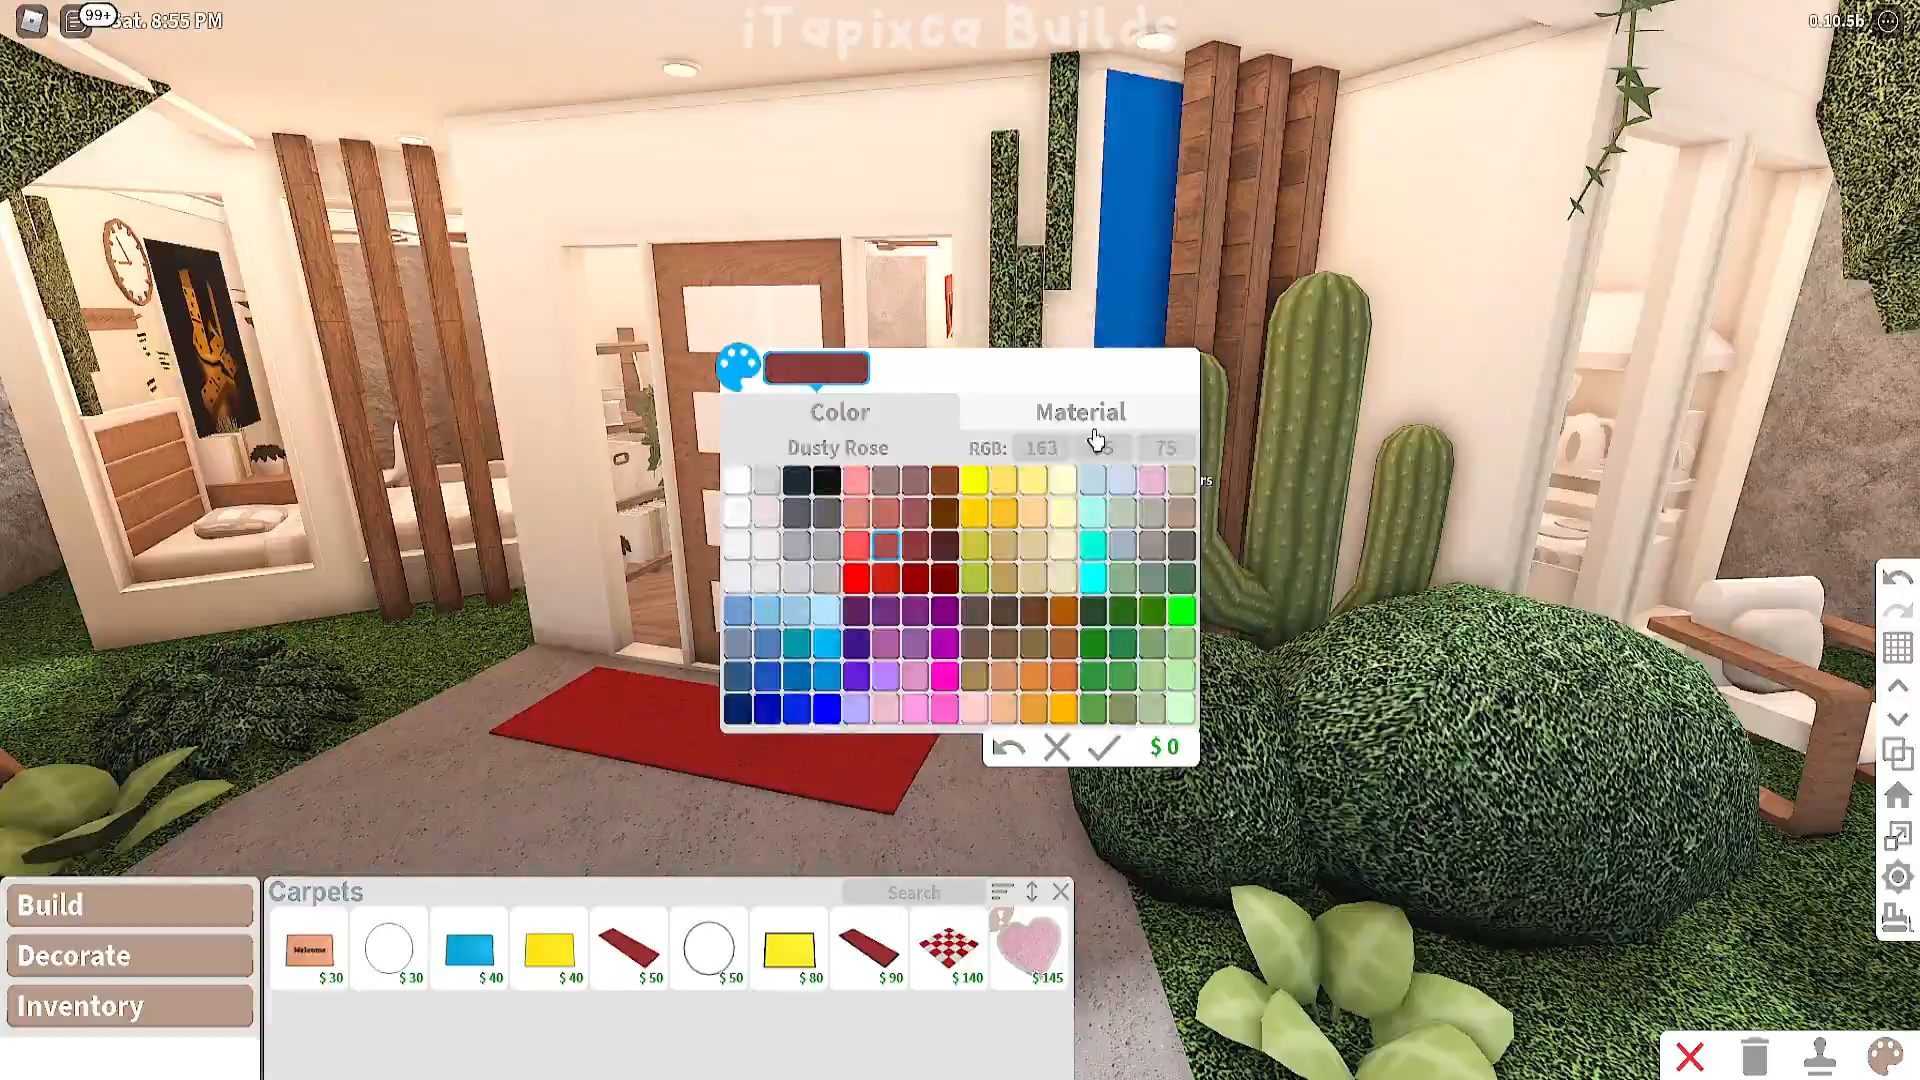 99+
Sat. 8:55 PM
iTapixca Builds
0.10.5b
Color
Material
Dusty Rose
RGB: 163 75
Build
Decorate
Inventory
Carpets
Search
Welcome
$ 30
$ 30
$ 40
$ 40
$ 50
$ 50
$ 80
$ 90
$ 140
$ 145
$ 0